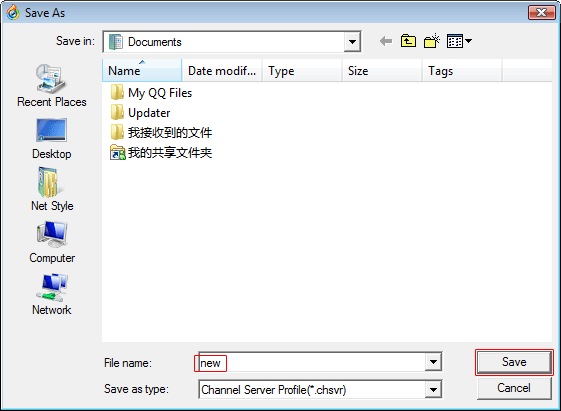 Save As
Save in: Documents
Name Date modif... Type Size Tags
My QQ Files
Updater
我接收到的文件
我的共享文件夹
Recent Places
Desktop
Net Style
Computer
Network
File name: new Save
Save as type: Channel Server Profile(*.chsvr) Cancel